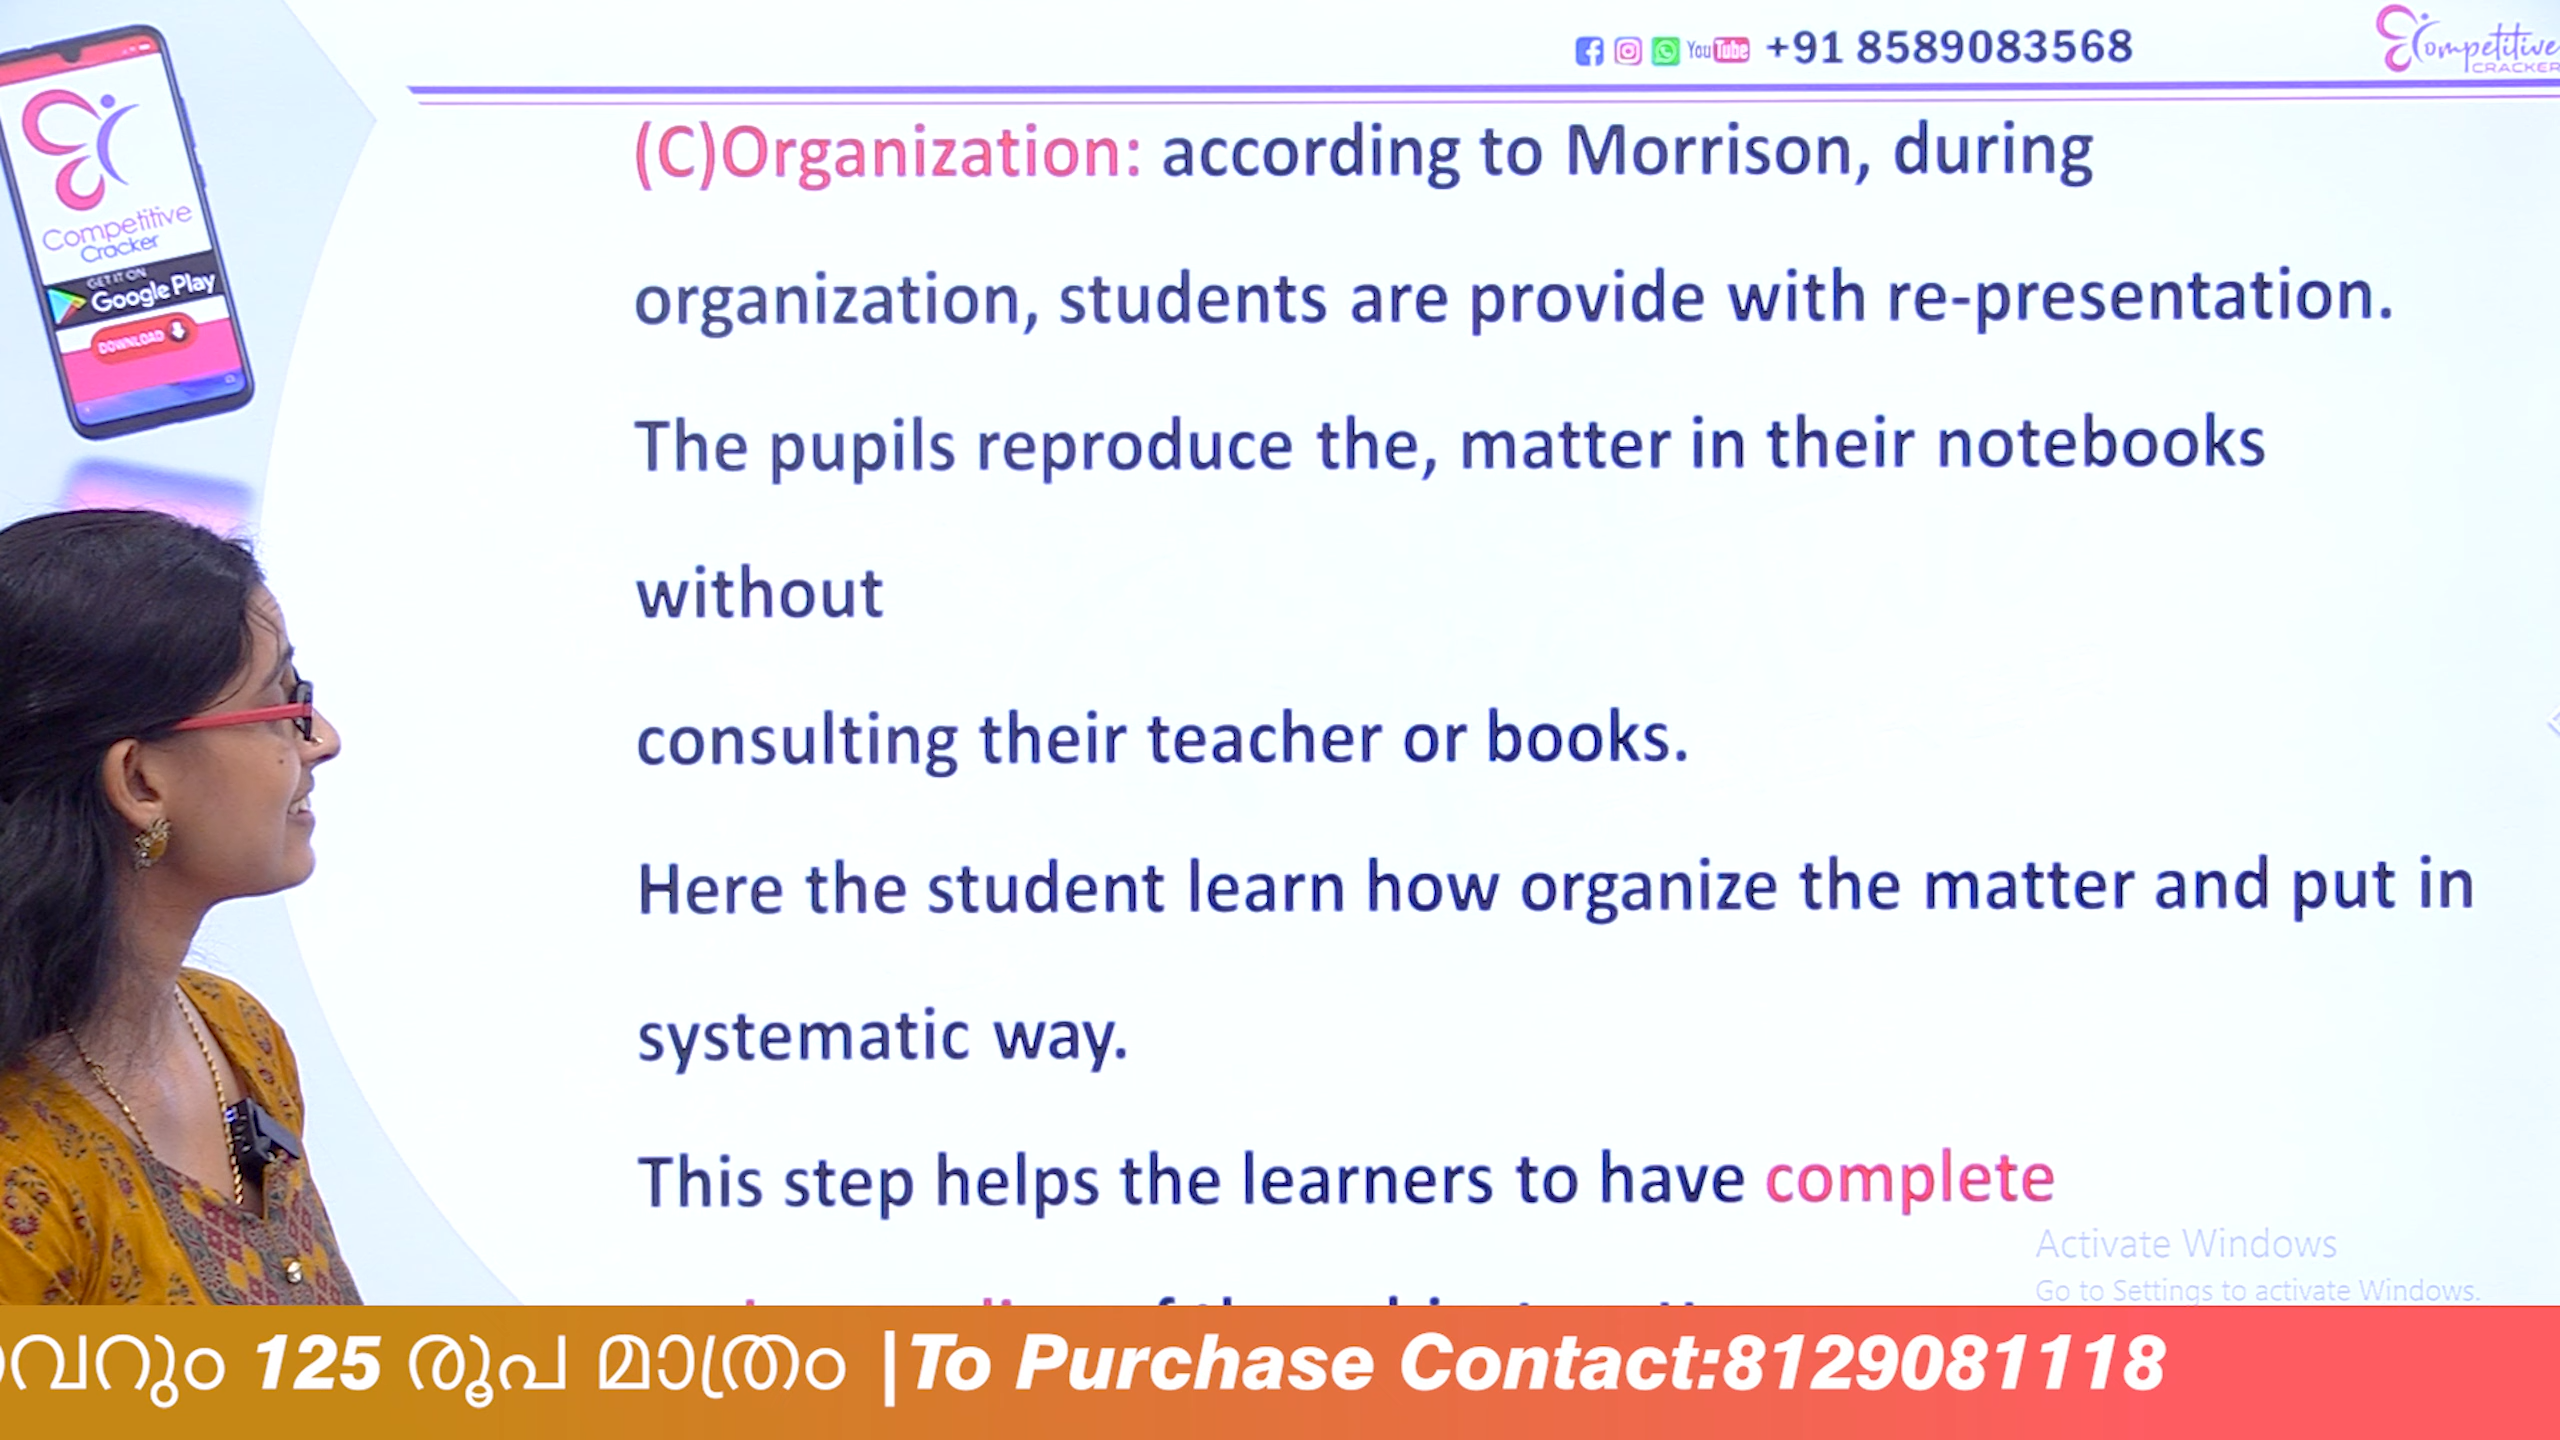 You Tube +91 8589083568
Competitive
CRACKER
Competitive
Cracker
GET IT ON
Google Play
DOWNLOAD
(C)Organization: according to Morrison, during
organization, students are provide with re-presentation.
The pupils reproduce the, matter in their notebooks
without
consulting their teacher or books.
Here the student learn how organize the matter and put in
systematic way.
This step helps the learners to have complete
Activate Windows
Go to Settings to activate Windows.
വെറും 125 രൂപ മാത്രം |To Purchase Contact:8129081118